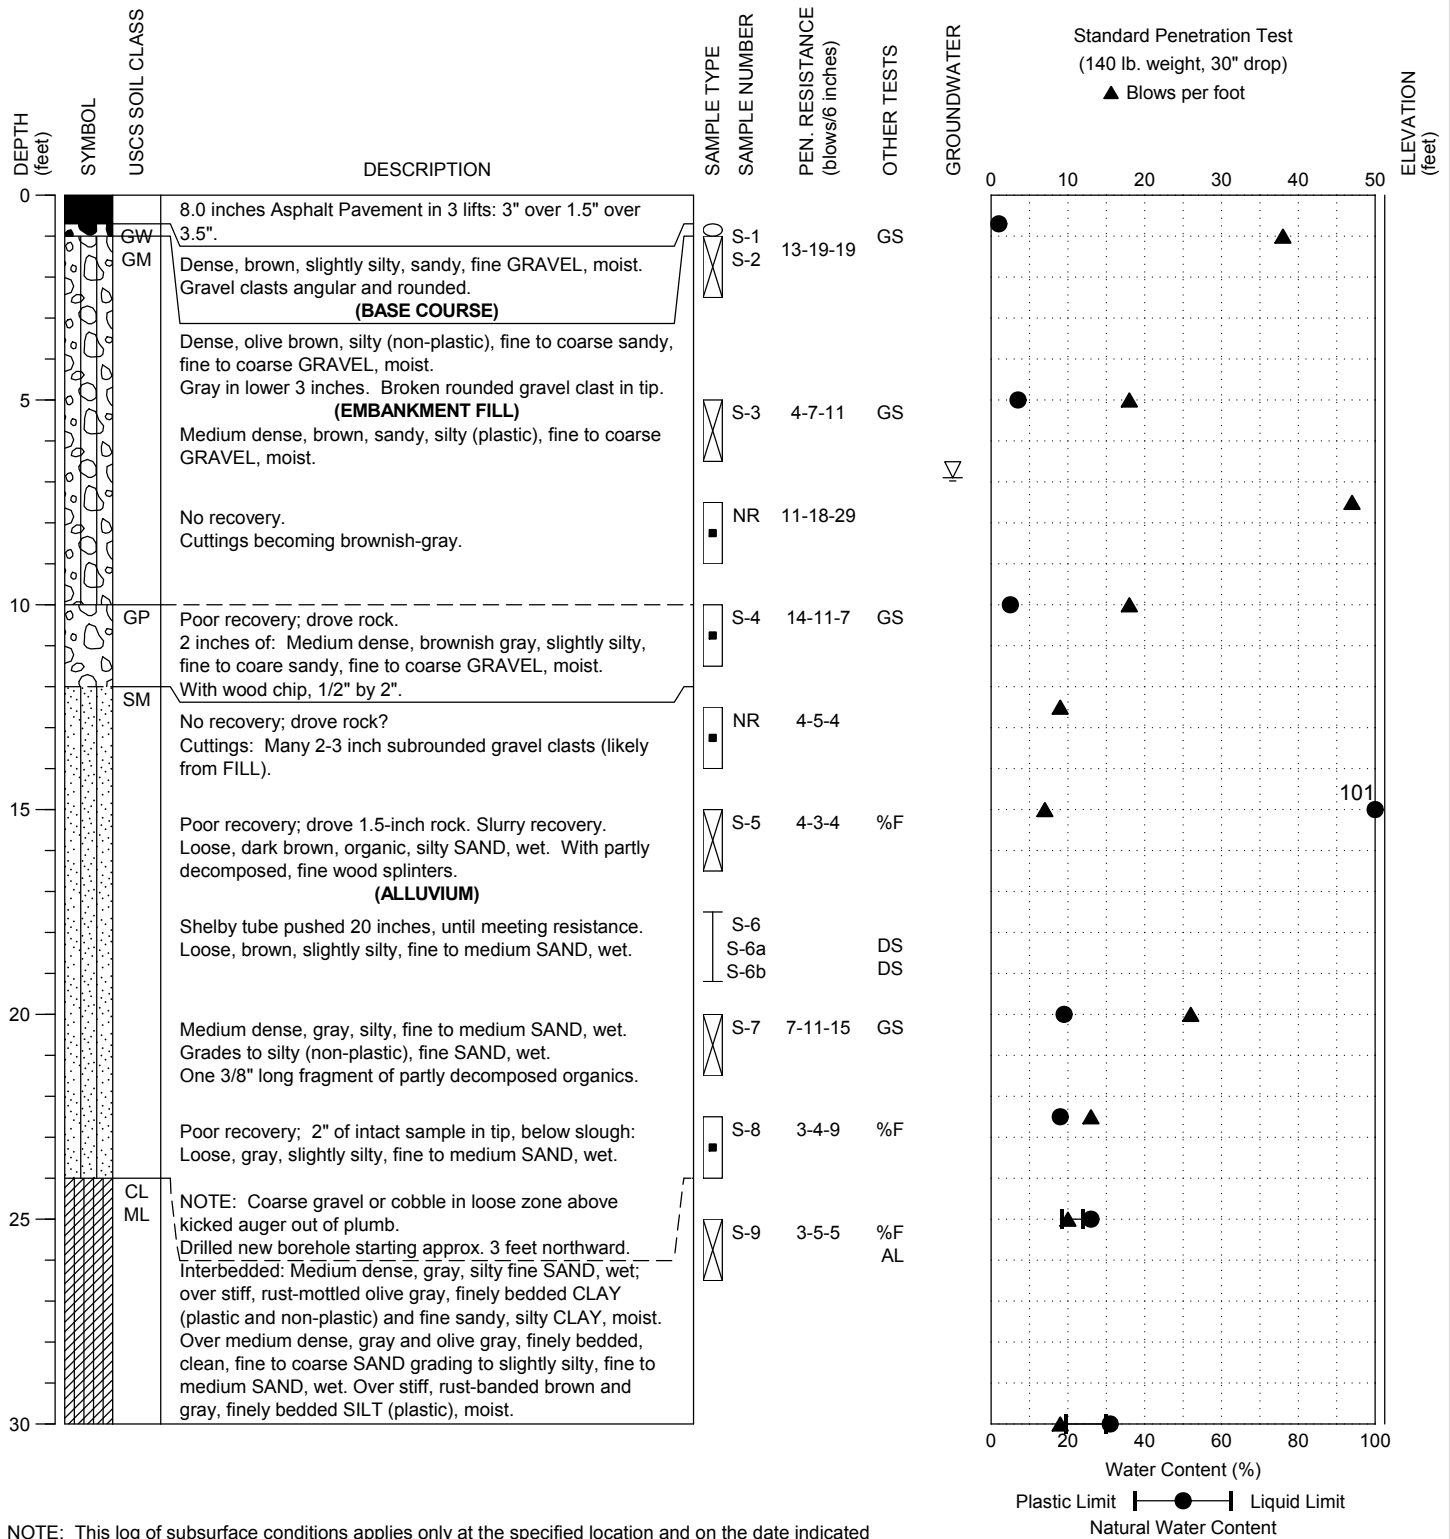 DEPTH
(feet)
SYMBOL
USCS SOIL CLASS
DESCRIPTION
SAMPLE TYPE
SAMPLE NUMBER
PEN. RESISTANCE
(blows/6 inches)
OTHER TESTS
GROUNDWATER
Standard Penetration Test
(140 lb. weight, 30" drop)
▲ Blows per foot
ELEVATION
(feet)
0 10 20 30 40 50
0
8.0 inches Asphalt Pavement in 3 lifts: 3" over 1.5" over
3.5".
GW
GM
S-1 GS
S-2 13-19-19
Dense, brown, slightly silty, sandy, fine GRAVEL, moist.
Gravel clasts angular and rounded.
(BASE COURSE)
Dense, olive brown, silty (non-plastic), fine to coarse sandy,
fine to coarse GRAVEL, moist.
Gray in lower 3 inches. Broken rounded gravel clast in tip.
5
(EMBANKMENT FILL)
S-3 4-7-11 GS
Medium dense, brown, sandy, silty (plastic), fine to coarse
GRAVEL, moist.
No recovery.
NR 11-18-29
Cuttings becoming brownish-gray.
10
GP
Poor recovery; drove rock.
S-4 14-11-7 GS
2 inches of: Medium dense, brownish gray, slightly silty,
fine to coare sandy, fine to coarse GRAVEL, moist.
With wood chip, 1/2" by 2".
SM
No recovery; drove rock?
NR 4-5-4
Cuttings: Many 2-3 inch subrounded gravel clasts (likely
from FILL).
101
15
Poor recovery; drove 1.5-inch rock. Slurry recovery.
S-5 4-3-4 %F
Loose, dark brown, organic, silty SAND, wet. With partly
decomposed, fine wood splinters.
(ALLUVIUM)
Shelby tube pushed 20 inches, until meeting resistance.
S-6
Loose, brown, slightly silty, fine to medium SAND, wet.
S-6a DS
S-6b DS
20
Medium dense, gray, silty, fine to medium SAND, wet.
S-7 7-11-15 GS
Grades to silty (non-plastic), fine SAND, wet.
One 3/8" long fragment of partly decomposed organics.
Poor recovery; 2" of intact sample in tip, below slough:
S-8 3-4-9 %F
Loose, gray, slightly silty, fine to medium SAND, wet.
CL
ML
NOTE: Coarse gravel or cobble in loose zone above
kicked auger out of plumb.
25
S-9 3-5-5 %F
AL
Drilled new borehole starting approx. 3 feet northward.
Interbedded: Medium dense, gray, silty fine SAND, wet;
over stiff, rust-mottled olive gray, finely bedded CLAY
(plastic and non-plastic) and fine sandy, silty CLAY, moist.
Over medium dense, gray and olive gray, finely bedded,
clean, fine to coarse SAND grading to slightly silty, fine to
medium SAND, wet. Over stiff, rust-banded brown and
gray, finely bedded SILT (plastic), moist.
30
0 20 40 60 80 100
Water Content (%)
Plastic Limit Liquid Limit
Natural Water Content
NOTE: This log of subsurface conditions applies only at the specified location and on the date indicated